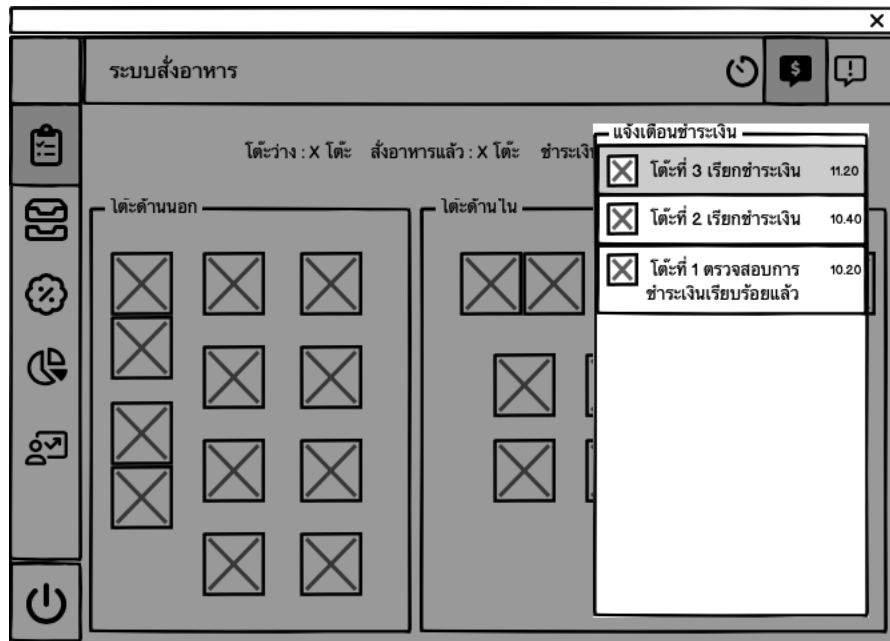 ระบบสั่งอาหาร
โต๊ะว่าง : X โต๊ะ สั่งอาหารแล้ว : X โต๊ะ
แจ้งเตือนชำระเงิน
โต๊ะที่ 3 เรียกชำระเงิน 11.20
โต๊ะที่ 2 เรียกชำระเงิน 10.40
โต๊ะที่ 1 ตรวจสอบการ 10.20
ชำระเงินเรียบร้อยแล้ว
โต๊ะด้านนอก
โต๊ะด้านใน